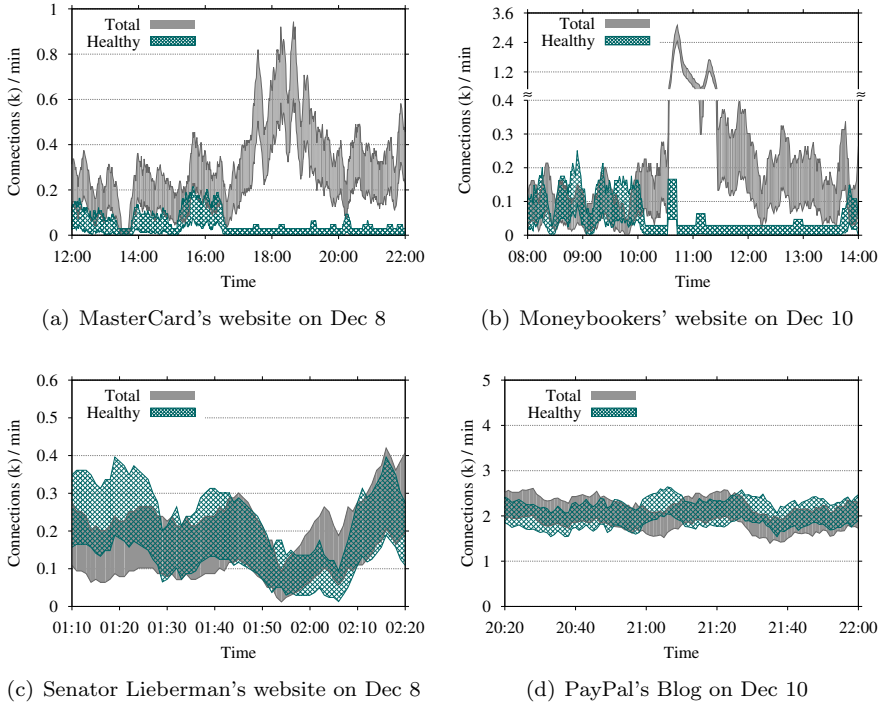 Connections (k) / min
1
0.8
0.6
0.4
0.2
0
Total
Healthy
12:00 14:00 16:00 18:00 20:00 22:00
Time
(a) MasterCard's website on Dec 8
Connections (k) / min
3.6
2.4
1.2
≈ ≈
0.4
0.3
0.2
0.1
0
Total
Healthy
08:00 09:00 10:00 11:00 12:00 13:00 14:00
Time
(b) Moneybookers' website on Dec 10
Connections (k) / min
0.6
0.5
0.4
0.3
0.2
0.1
0
Total
Healthy
01:10 01:20 01:30 01:40 01:50 02:00 02:10 02:20
Time
(c) Senator Lieberman's website on Dec 8
Connections (k) / min
5
4
3
2
1
0
Total
Healthy
20:20 20:40 21:00 21:20 21:40 22:00
Time
(d) PayPal's Blog on Dec 10